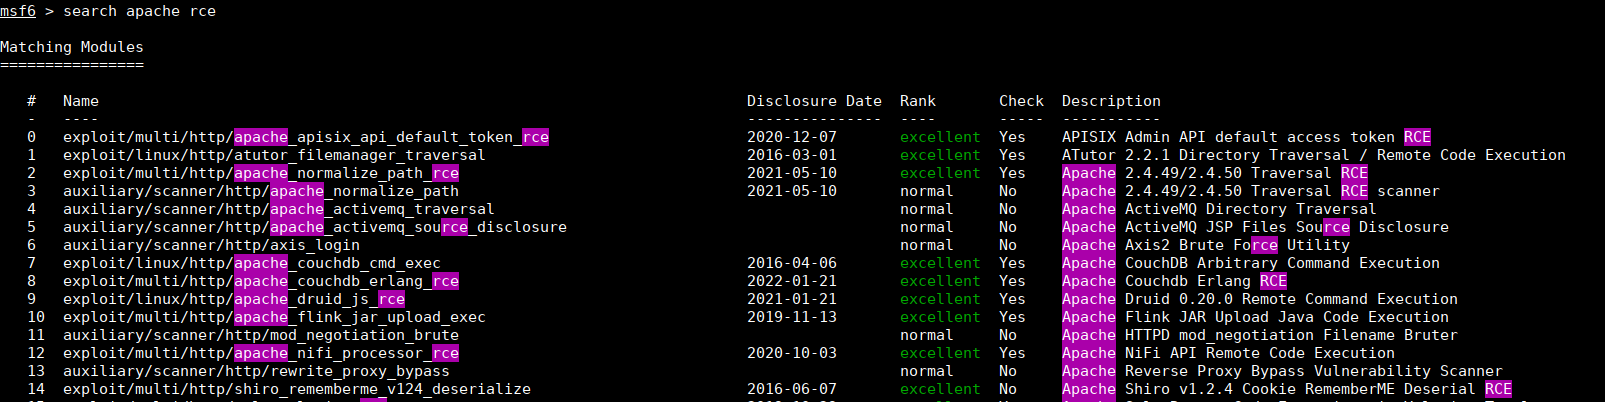 msf6 > search apache rce
Matching Modules
================
# Name Disclosure Date Rank Check Description
- ---- --------------- ---- ----- -----------
0 exploit/multi/http/apache_apisix_api_default_token_rce 2020-12-07 excellent Yes APISIX Admin API default access token RCE
1 exploit/linux/http/atutor_filemanager_traversal 2016-03-01 excellent Yes ATutor 2.2.1 Directory Traversal / Remote Code Execution
2 exploit/multi/http/apache_normalize_path_rce 2021-05-10 excellent Yes Apache 2.4.49/2.4.50 Traversal RCE
3 auxiliary/scanner/http/apache_normalize_path 2021-05-10 normal No Apache 2.4.49/2.4.50 Traversal RCE scanner
4 auxiliary/scanner/http/apache_activemq_traversal normal No Apache ActiveMQ Directory Traversal
5 auxiliary/scanner/http/apache_activemq_source_disclosure normal No Apache ActiveMQ JSP Files Source Disclosure
6 auxiliary/scanner/http/axis_login normal No Apache Axis2 Brute Force Utility
7 exploit/linux/http/apache_couchdb_cmd_exec 2016-04-06 excellent Yes Apache CouchDB Arbitrary Command Execution
8 exploit/multi/http/apache_couchdb_erlang_rce 2022-01-21 excellent Yes Apache Couchdb Erlang RCE
9 exploit/linux/http/apache_druid_js_rce 2021-01-21 excellent Yes Apache Druid 0.20.0 Remote Command Execution
10 exploit/multi/http/apache_flink_jar_upload_exec 2019-11-13 excellent Yes Apache Flink JAR Upload Java Code Execution
11 auxiliary/scanner/http/mod_negotiation_brute normal No Apache HTTPD mod_negotiation Filename Bruter
12 exploit/multi/http/apache_nifi_processor_rce 2020-10-03 excellent Yes Apache NiFi API Remote Code Execution
13 auxiliary/scanner/http/rewrite_proxy_bypass normal No Apache Reverse Proxy Bypass Vulnerability Scanner
14 exploit/multi/http/shiro_rememberme_v124_deserialize 2016-06-07 excellent No Apache Shiro v1.2.4 Cookie RememberME Deserial RCE